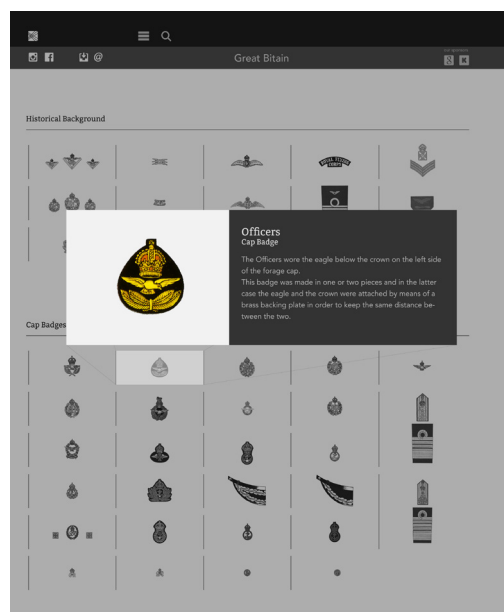 @
Great Bitain
Historical Background
ROYAL FLYING
CORPS
Officers
Cap Badge
The Officers wore the eagle below the crown on the left side
of the forage cap.
This badge was made in one or two pieces and in the latter
case the eagle and the crown were attached by means of a
brass backing plate in order to keep the same distance be-
tween the two.
Cap Badges